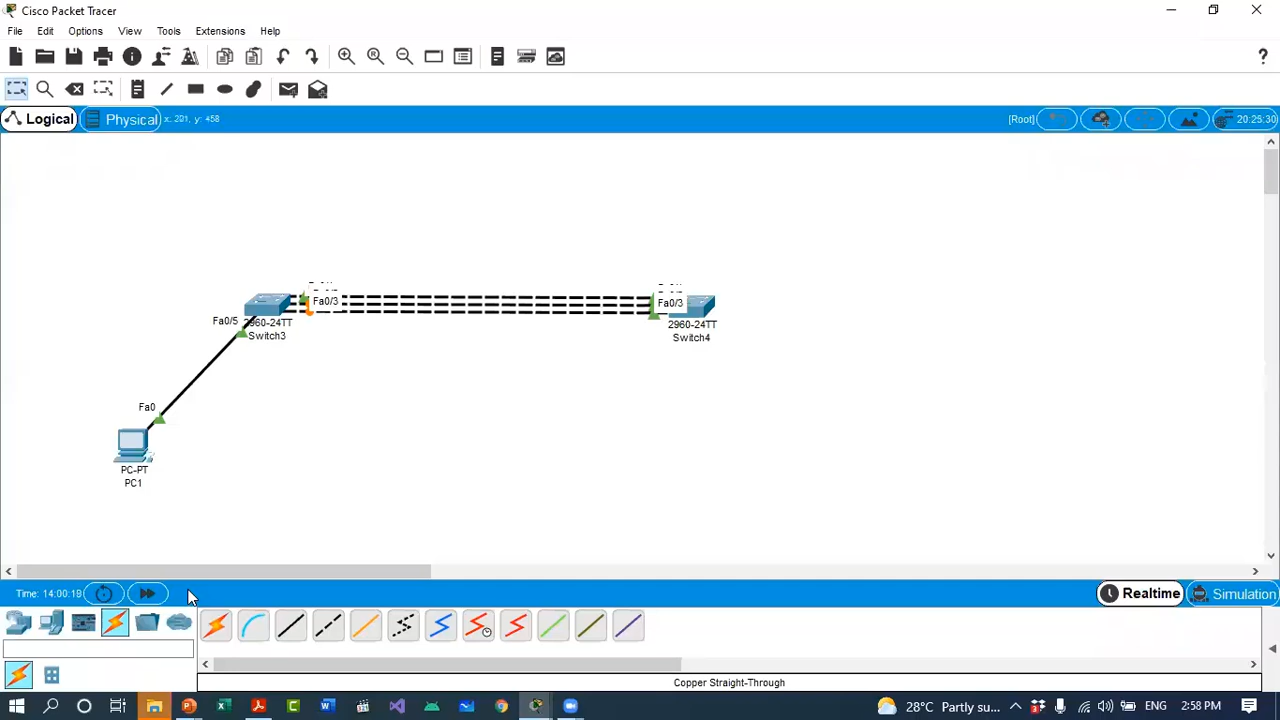 Cisco Packet Tracer
File Edit Options View Tools Extensions Help
Logical Physical x: 201, y: 458 [Root] 20:25:30
Fa0/3 Fa0/3
Fa0/5 2960-24TT
Switch3
2960-24TT
Switch4
Fa0
PC-PT
PC1
Time: 14:00:19 Realtime Simulation
Copper Straight-Through
28°C Partly su... ENG 2:58 PM